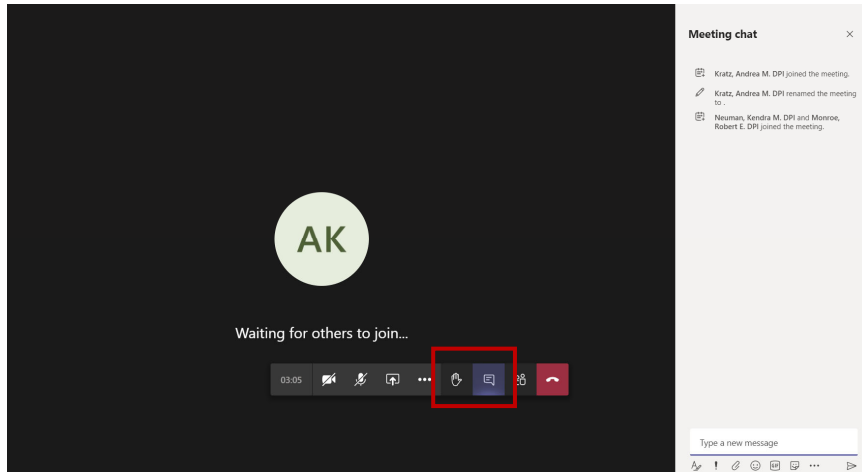 Meeting chat
Kratz, Andrea M. DPI joined the meeting.
Kratz, Andrea M. DPI renamed the meeting
to .
Neuman, Kendra M. DPI and Monroe,
Robert E. DPI joined the meeting.
AK
Waiting for others to join...
03:05
Type a new message
GIF